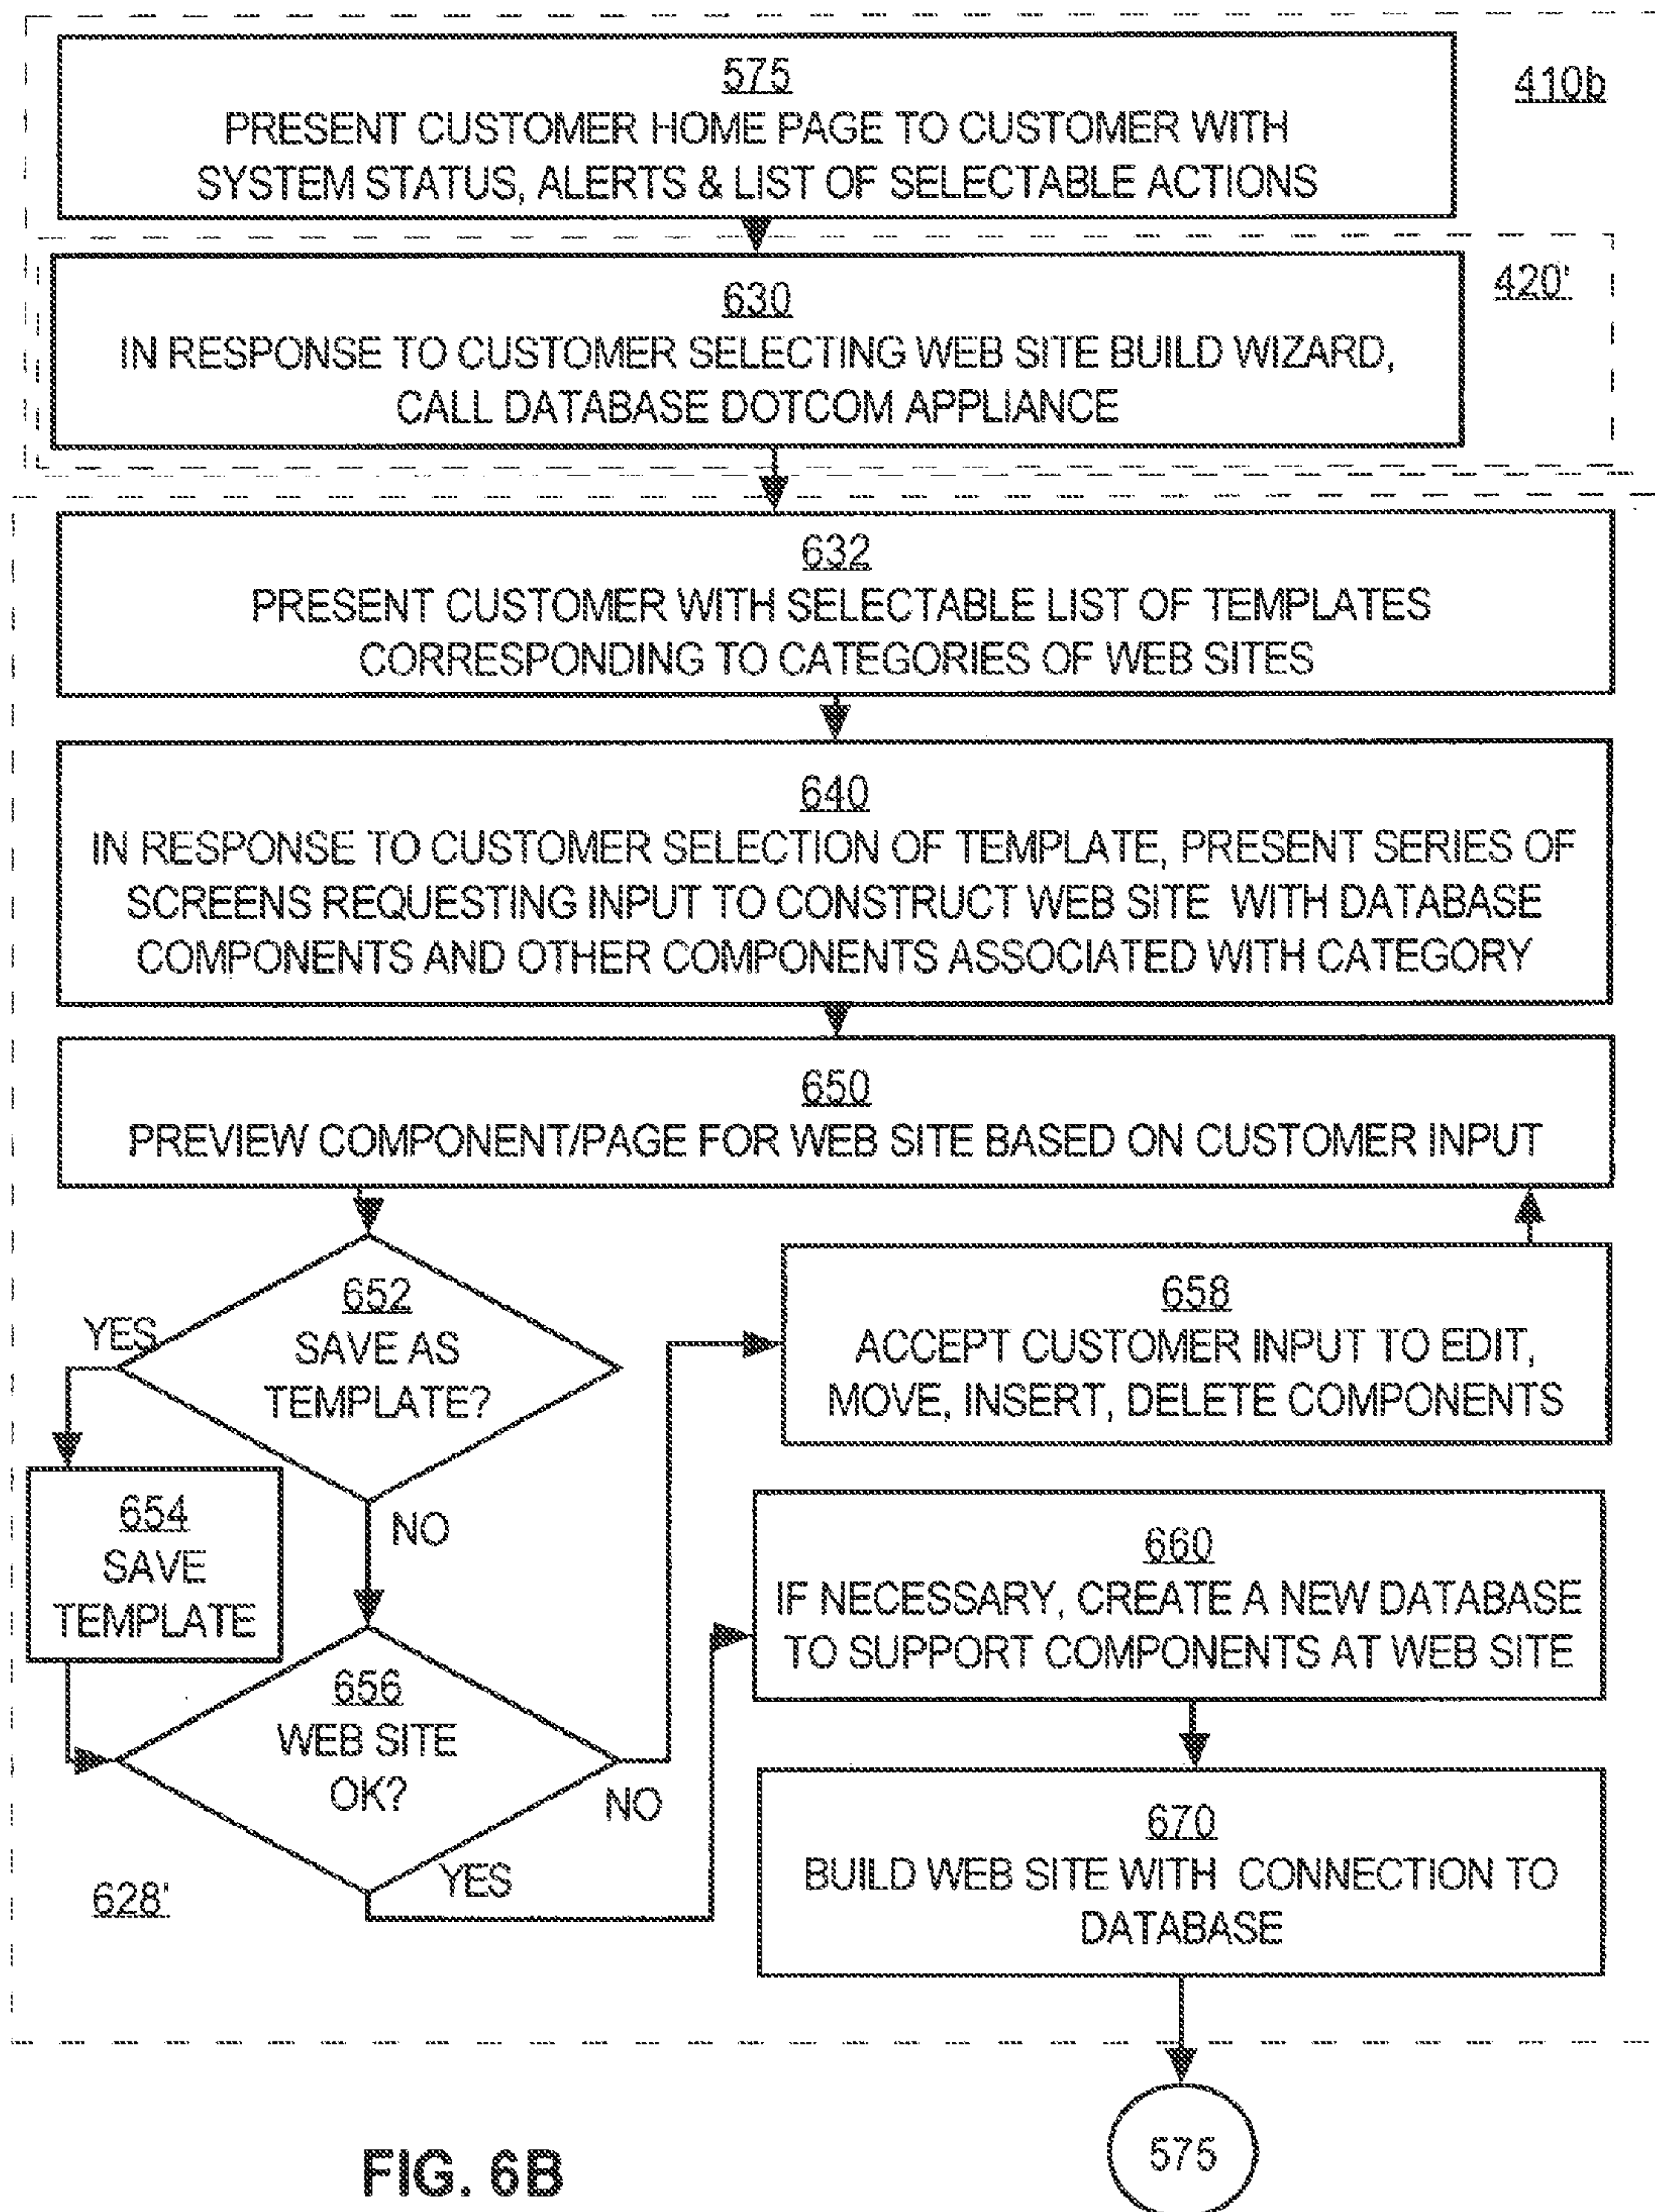 575
PRESENT CUSTOMER HOME PAGE TO CUSTOMER WITH
SYSTEM STATUS, ALERTS & LIST OF SELECTABLE ACTIONS
410b
630
IN RESPONSE TO CUSTOMER SELECTING WEB SITE BUILD WIZARD,
CALL DATABASE DOTCOM APPLIANCE
420'
632
PRESENT CUSTOMER WITH SELECTABLE LIST OF TEMPLATES
CORRESPONDING TO CATEGORIES OF WEB SITES
640
IN RESPONSE TO CUSTOMER SELECTION OF TEMPLATE, PRESENT SERIES OF
SCREENS REQUESTING INPUT TO CONSTRUCT WEB SITE WITH DATABASE
COMPONENTS AND OTHER COMPONENTS ASSOCIATED WITH CATEGORY
650
PREVIEW COMPONENT/PAGE FOR WEB SITE BASED ON CUSTOMER INPUT
652
SAVE AS
TEMPLATE?
YES
NO
654
SAVE
TEMPLATE
656
WEB SITE
OK?
NO
YES
628'
658
ACCEPT CUSTOMER INPUT TO EDIT,
MOVE, INSERT, DELETE COMPONENTS
660
IF NECESSARY, CREATE A NEW DATABASE
TO SUPPORT COMPONENTS AT WEB SITE
670
BUILD WEB SITE WITH CONNECTION TO
DATABASE
575
FIG. 6B